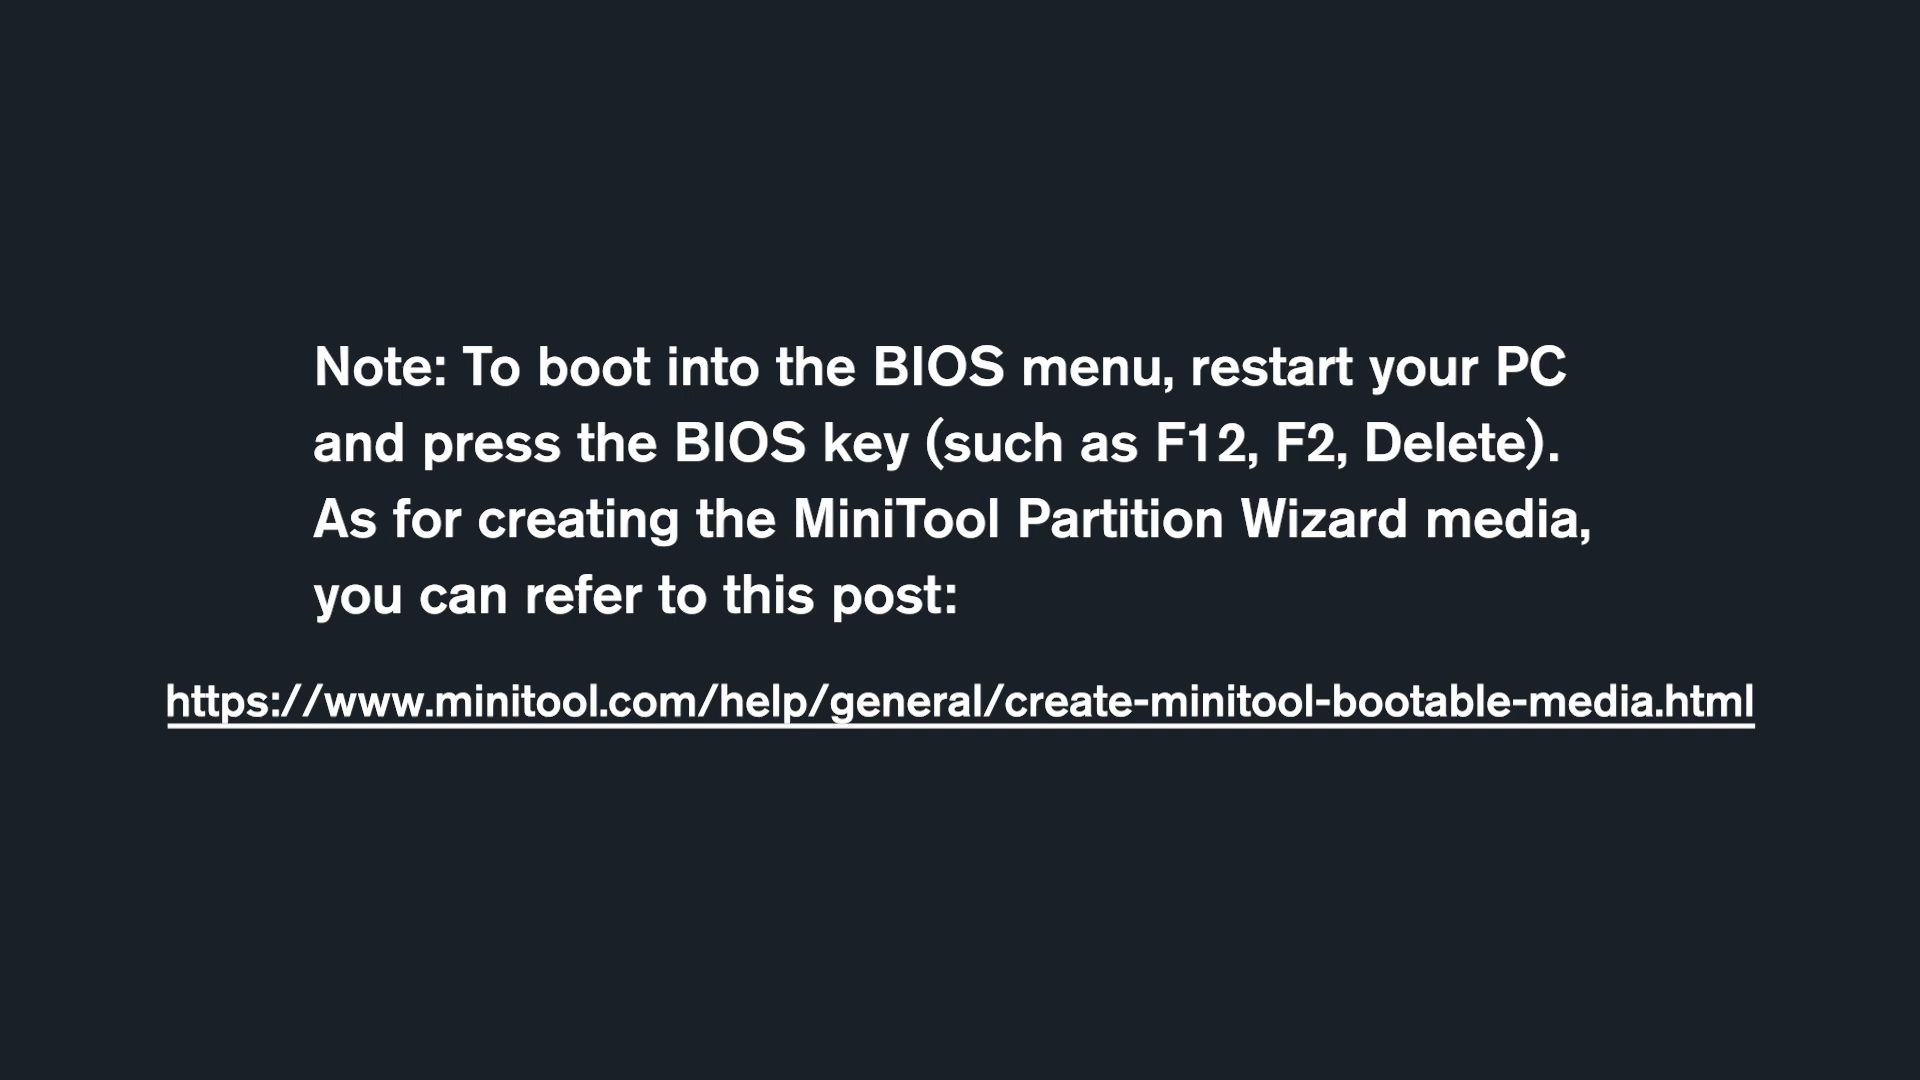 Note: To boot into the BIOS menu, restart your PC
and press the BIOS key (such as F12, F2, Delete).
As for creating the MiniTool Partition Wizard media,
you can refer to this post:
https://www.minitool.com/help/general/create-minitool-bootable-media.html